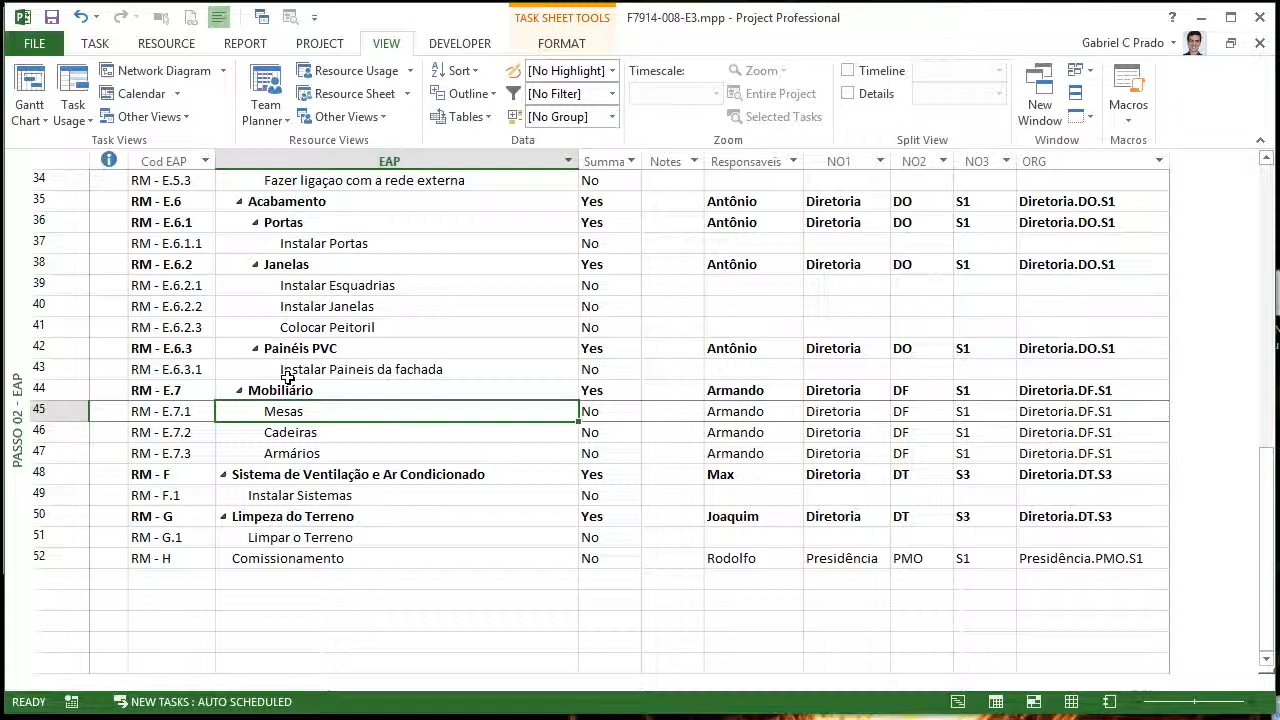 TASK SHEET TOOLS
F7914-008-E3.mpp - Project Professional
FILE TASK RESOURCE REPORT PROJECT VIEW DEVELOPER FORMAT Gabriel C Prado
Gantt Chart
Task Usage
Network Diagram
Calendar
Other Views
Task Views
Team Planner
Resource Usage
Resource Sheet
Other Views
Resource Views
Sort
Outline
Tables
[No Highlight]
[No Filter]
[No Group]
Data
Timescale:
Zoom
Entire Project
Selected Tasks
Zoom
Timeline
Details
Split View
New Window
Window
Macros
Macros
Cod EAP EAP Summa Notes Responsaveis NO1 NO2 NO3 ORG
34 RM - E.5.3 Fazer ligaçao com a rede externa No
35 RM - E.6 Acabamento Yes Antônio Diretoria DO S1 Diretoria.DO.S1
36 RM - E.6.1 Portas Yes Antônio Diretoria DO S1 Diretoria.DO.S1
37 RM - E.6.1.1 Instalar Portas No
38 RM - E.6.2 Janelas Yes Antônio Diretoria DO S1 Diretoria.DO.S1
39 RM - E.6.2.1 Instalar Esquadrias No
40 RM - E.6.2.2 Instalar Janelas No
41 RM - E.6.2.3 Colocar Peitoril No
42 RM - E.6.3 Painéis PVC Yes Antônio Diretoria DO S1 Diretoria.DO.S1
43 RM - E.6.3.1 Instalar Paineis da fachada No
44 RM - E.7 Mobiliário Yes Armando Diretoria DF S1 Diretoria.DF.S1
45 RM - E.7.1 Mesas No Armando Diretoria DF S1 Diretoria.DF.S1
46 RM - E.7.2 Cadeiras No Armando Diretoria DF S1 Diretoria.DF.S1
47 RM - E.7.3 Armários No Armando Diretoria DF S1 Diretoria.DF.S1
48 RM - F Sistema de Ventilação e Ar Condicionado Yes Max Diretoria DT S3 Diretoria.DT.S3
49 RM - F.1 Instalar Sistemas No
50 RM - G Limpeza do Terreno Yes Joaquim Diretoria DT S3 Diretoria.DT.S3
51 RM - G.1 Limpar o Terreno No
52 RM - H Comissionamento No Rodolfo Presidência PMO S1 Presidência.PMO.S1
PASSO 02 - EAP
READY NEW TASKS : AUTO SCHEDULED